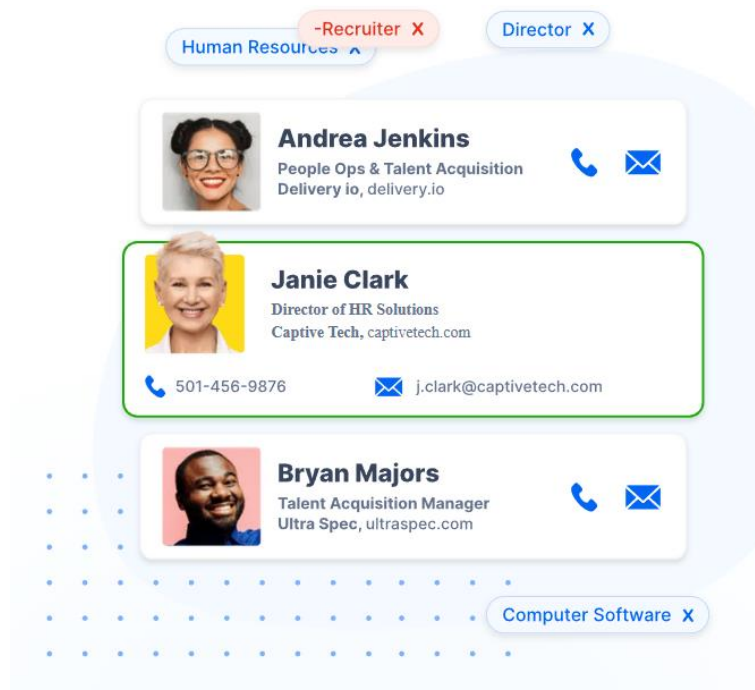 -Recruiter X
Director X
Human Resources X
Andrea Jenkins
People Ops & Talent Acquisition
Delivery io, delivery.io
Janie Clark
Director of HR Solutions
Captive Tech, captivetech.com
501-456-9876
j.clark@captivetech.com
Bryan Majors
Talent Acquisition Manager
Ultra Spec, ultraspec.com
Computer Software X